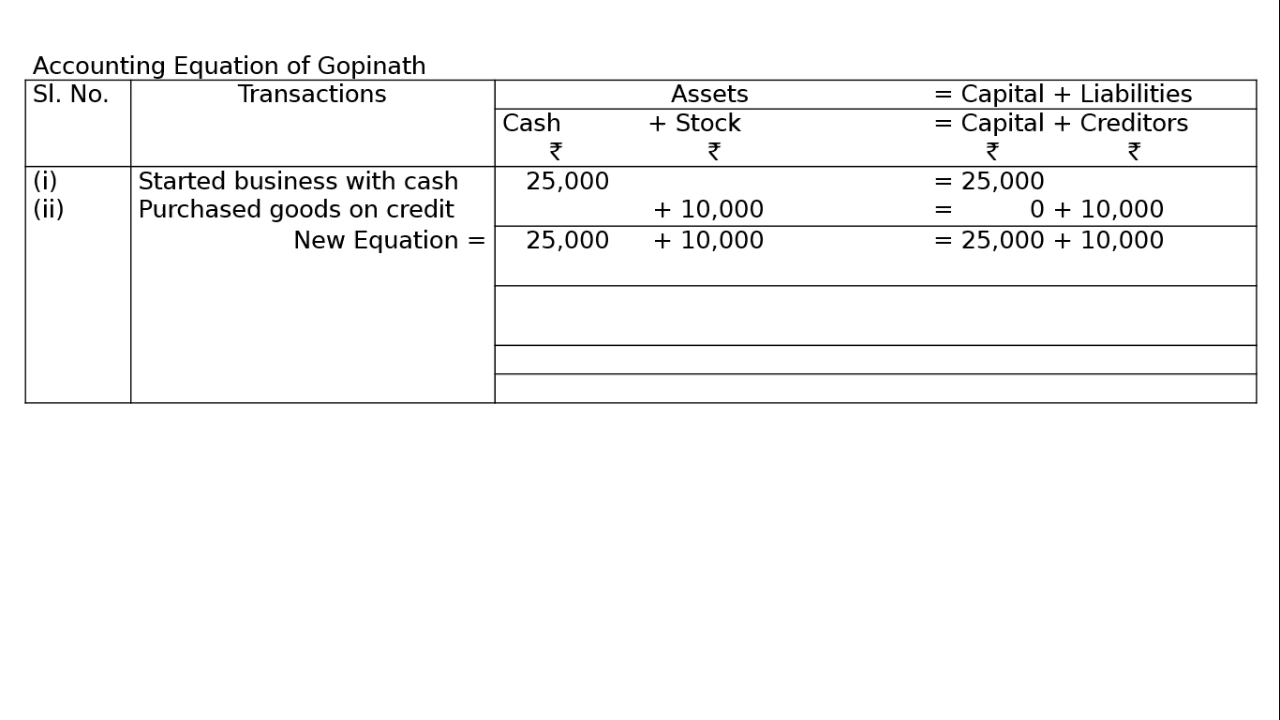 Accounting Equation of Gopinath
Sl. No. Transactions Assets = Capital + Liabilities
Cash + Stock = Capital + Creditors
₹ ₹ ₹ ₹
(i) Started business with cash 25,000 = 25,000
(ii) Purchased goods on credit + 10,000 = 0 + 10,000
New Equation = 25,000 + 10,000 = 25,000 + 10,000